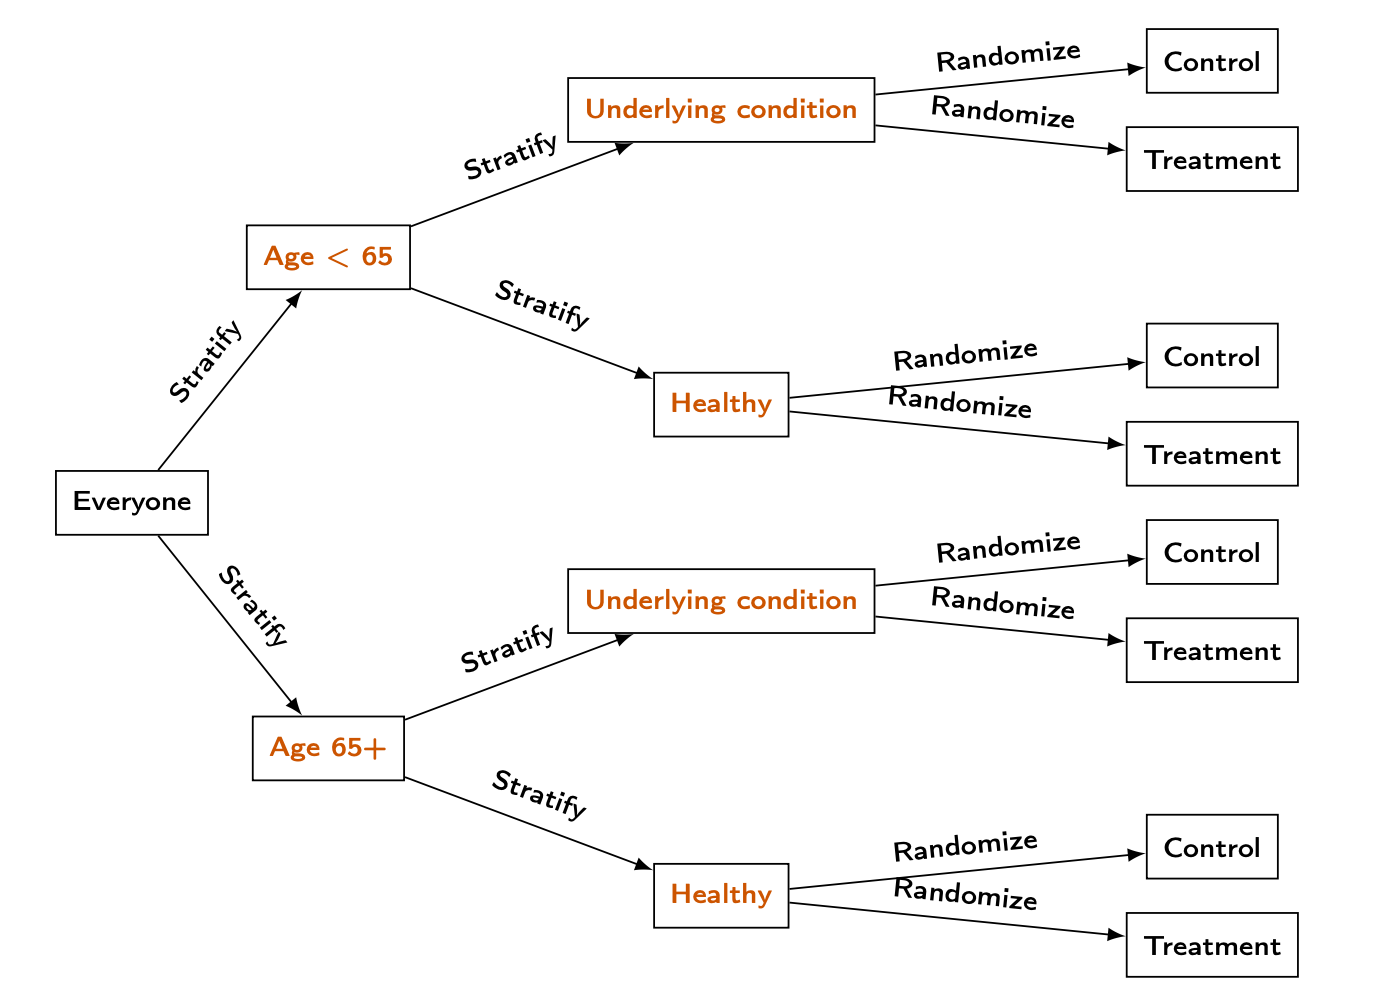 Randomize
Control
Underlying condition
Randomize
Treatment
Stratify
Age < 65
Stratify
Randomize
Control
Stratify
Healthy
Randomize
Treatment
Everyone
Randomize
Control
Stratify
Underlying condition
Randomize
Treatment
Stratify
Age 65+
Stratify
Randomize
Control
Healthy
Randomize
Treatment